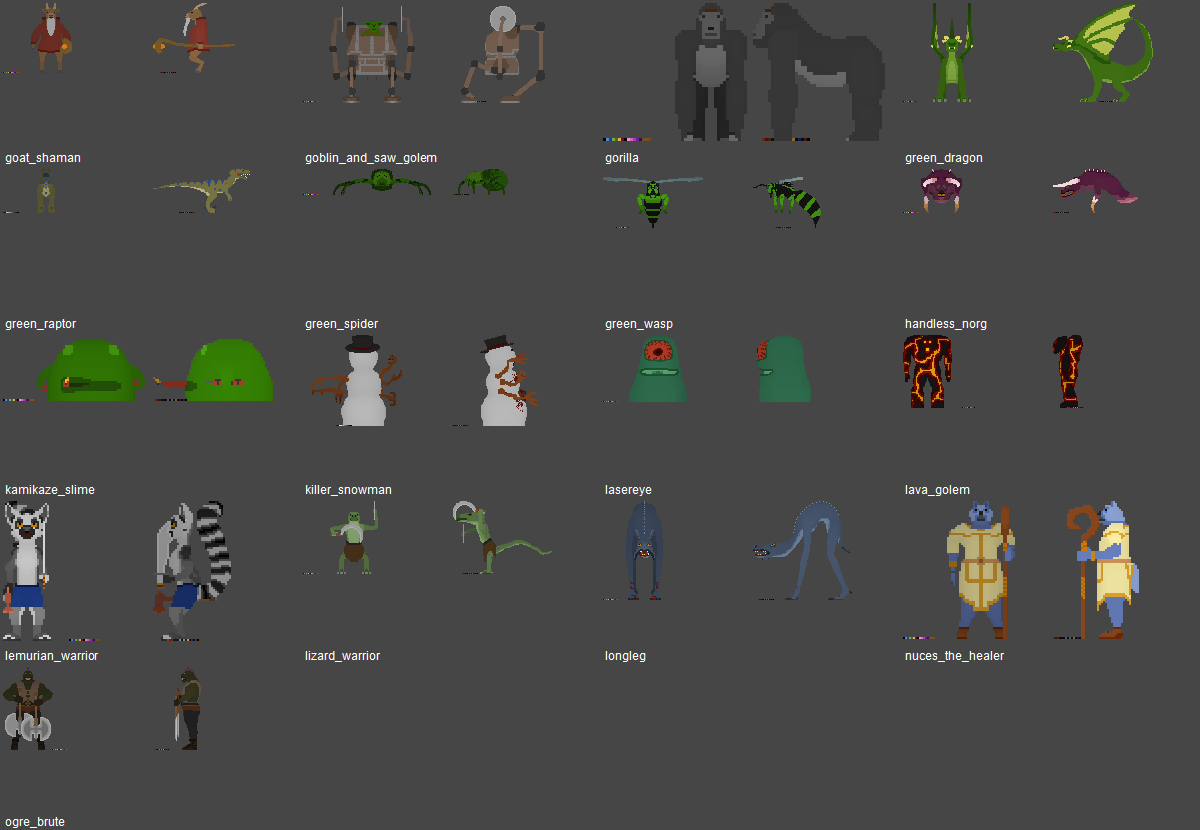 goat_shaman
goblin_and_saw_golem
gorilla
green_dragon
green_raptor
green_spider
green_wasp
handless_norg
kamikaze_slime
killer_snowman
lasereye
lava_golem
lemurian_warrior
lizard_warrior
longleg
nuces_the_healer
ogre_brute